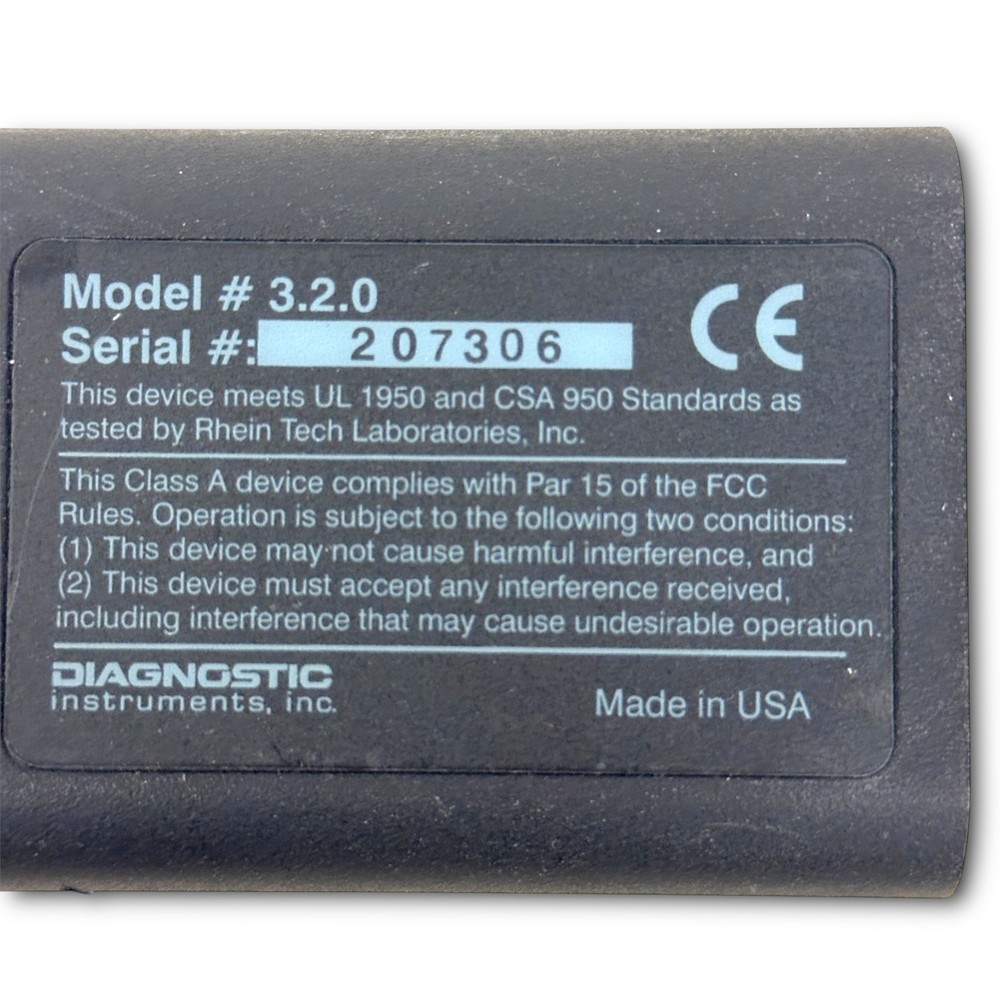 Model # 3.2.0
Serial #: 207306
CE
This device meets UL 1950 and CSA 950 Standards as
tested by Rhein Tech Laboratories, Inc.
This Class A device complies with Par 15 of the FCC
Rules. Operation is subject to the following two conditions:
(1) This device may not cause harmful interference, and
(2) This device must accept any interference received,
including interference that may cause undesirable operation.
DIAGNOSTIC
instruments, inc.
Made in USA